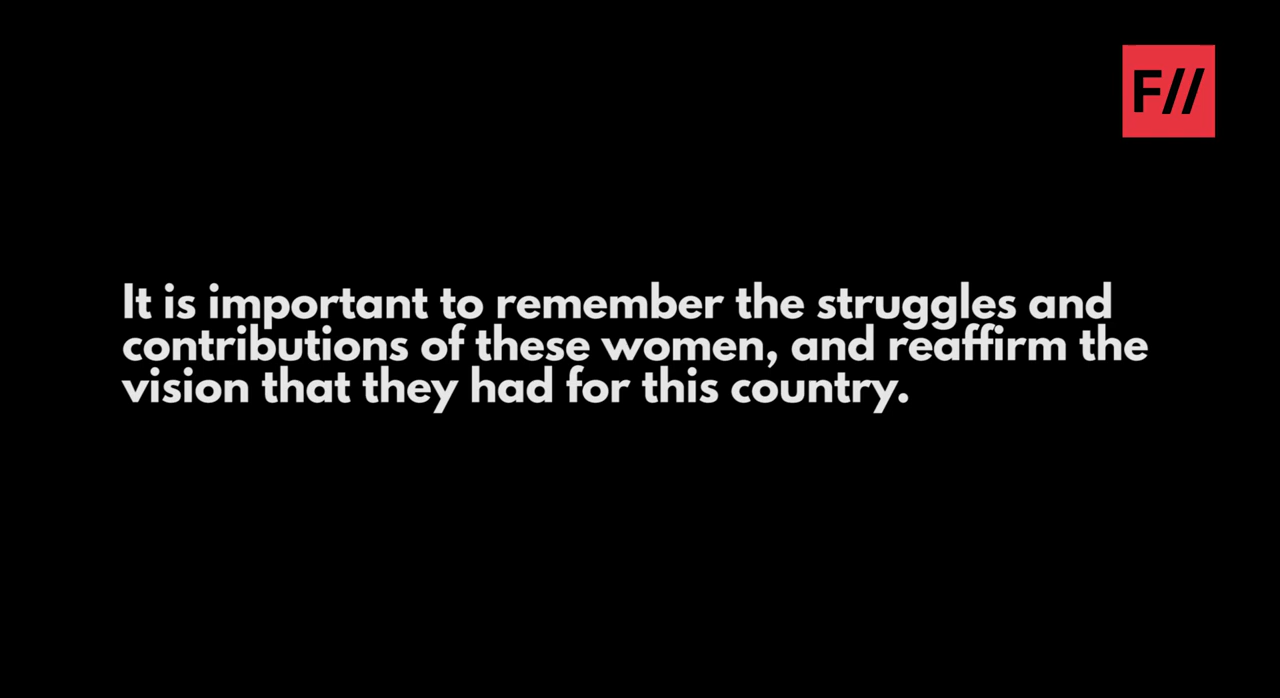 F//
It is important to remember the struggles and
contributions of these women, and reaffirm the
vision that they had for this country.